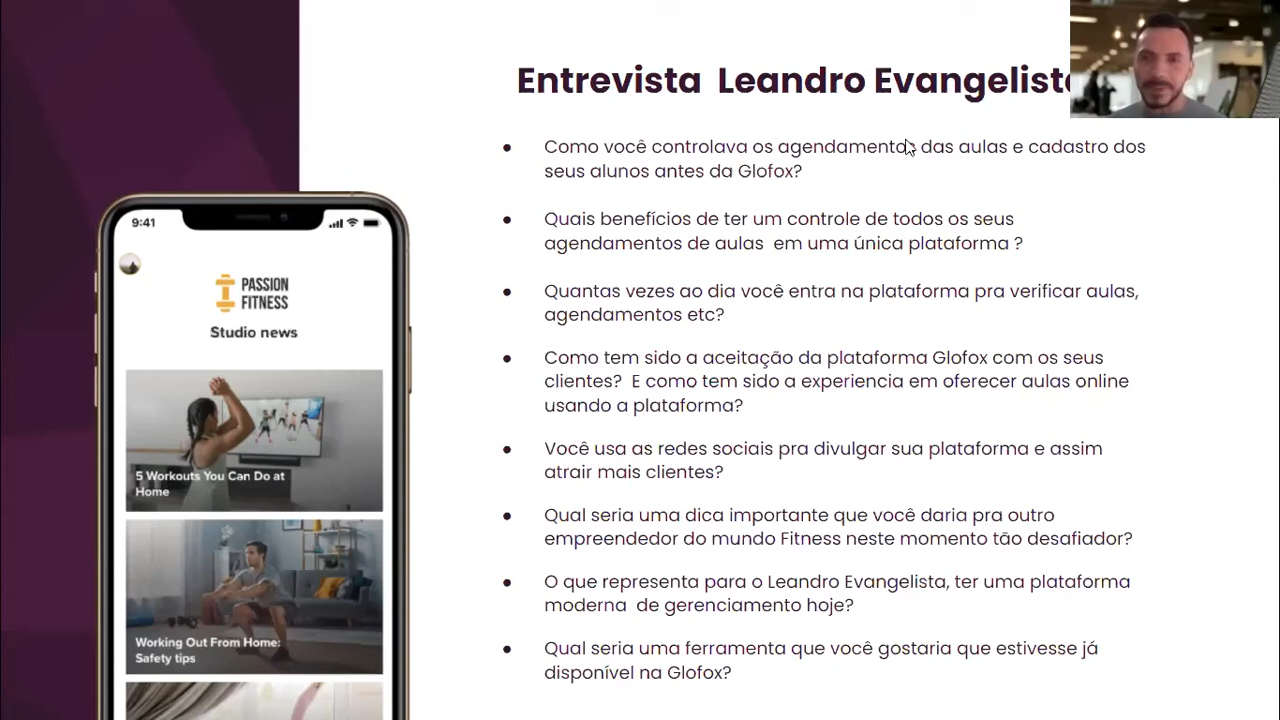 Entrevista Leandro Evangelista
Como você controlava os agendamentos das aulas e cadastro dos
seus alunos antes da Glofox?
Quais benefícios de ter um controle de todos os seus
agendamentos de aulas em uma única plataforma ?
Quantas vezes ao dia você entra na plataforma pra verificar aulas,
agendamentos etc?
Como tem sido a aceitação da plataforma Glofox com os seus
clientes? E como tem sido a experiencia em oferecer aulas online
usando a plataforma?
Você usa as redes sociais pra divulgar sua plataforma e assim
atrair mais clientes?
Qual seria uma dica importante que você daria pra outro
empreendedor do mundo Fitness neste momento tão desafiador?
O que representa para o Leandro Evangelista, ter uma plataforma
moderna de gerenciamento hoje?
Qual seria uma ferramenta que você gostaria que estivesse já
disponível na Glofox?
9:41
PASSION
FITNESS
Studio news
5 Workouts You Can Do at
Home
Working Out From Home:
Safety tips